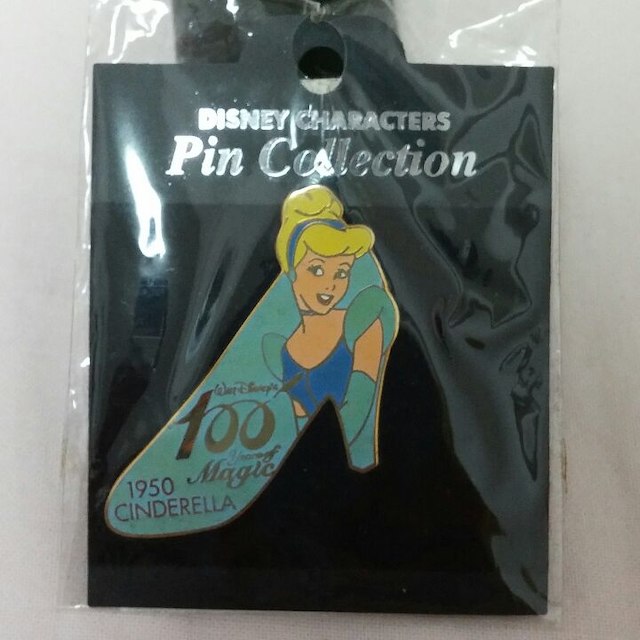 DISNEY CHARACTERS
Pin Collection
Walt Disney's
100
Years of
Magic
1950
CINDERELLA